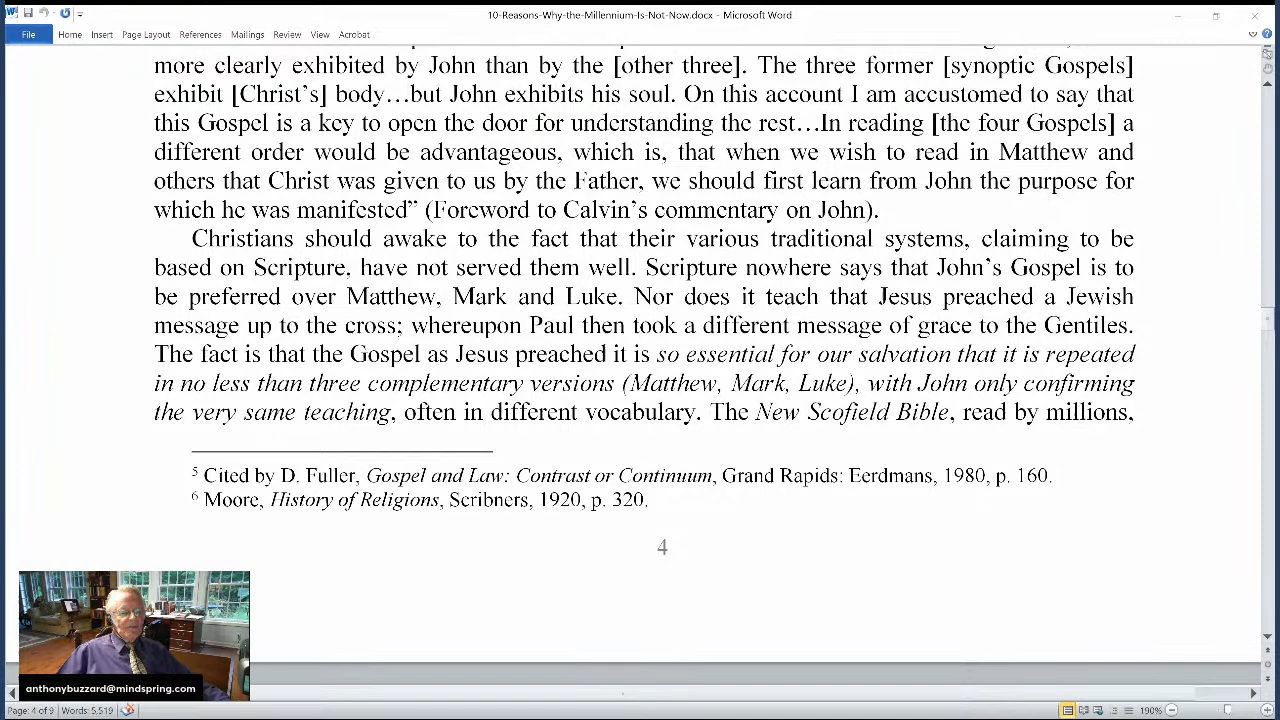 10-Reasons-Why-the-Millennium-Is-Not-Now.docx - Microsoft Word
File Home Insert Page Layout References Mailings Review View Acrobat
more clearly exhibited by John than by the [other three]. The three former [synoptic Gospels]
exhibit [Christ's] body…but John exhibits his soul. On this account I am accustomed to say that
this Gospel is a key to open the door for understanding the rest…In reading [the four Gospels] a
different order would be advantageous, which is, that when we wish to read in Matthew and
others that Christ was given to us by the Father, we should first learn from John the purpose for
which he was manifested” (Foreword to Calvin’s commentary on John).
Christians should awake to the fact that their various traditional systems, claiming to be
based on Scripture, have not served them well. Scripture nowhere says that John’s Gospel is to
be preferred over Matthew, Mark and Luke. Nor does it teach that Jesus preached a Jewish
message up to the cross; whereupon Paul then took a different message of grace to the Gentiles.
The fact is that the Gospel as Jesus preached it is so essential for our salvation that it is repeated
in no less than three complementary versions (Matthew, Mark, Luke), with John only confirming
the very same teaching, often in different vocabulary. The New Scofield Bible, read by millions,
5 Cited by D. Fuller, Gospel and Law: Contrast or Continuum, Grand Rapids: Eerdmans, 1980, p. 160.
6 Moore, History of Religions, Scribners, 1920, p. 320.
4
anthonybuzzard@mindspring.com
Page: 4 of 9 Words: 5,519 190%